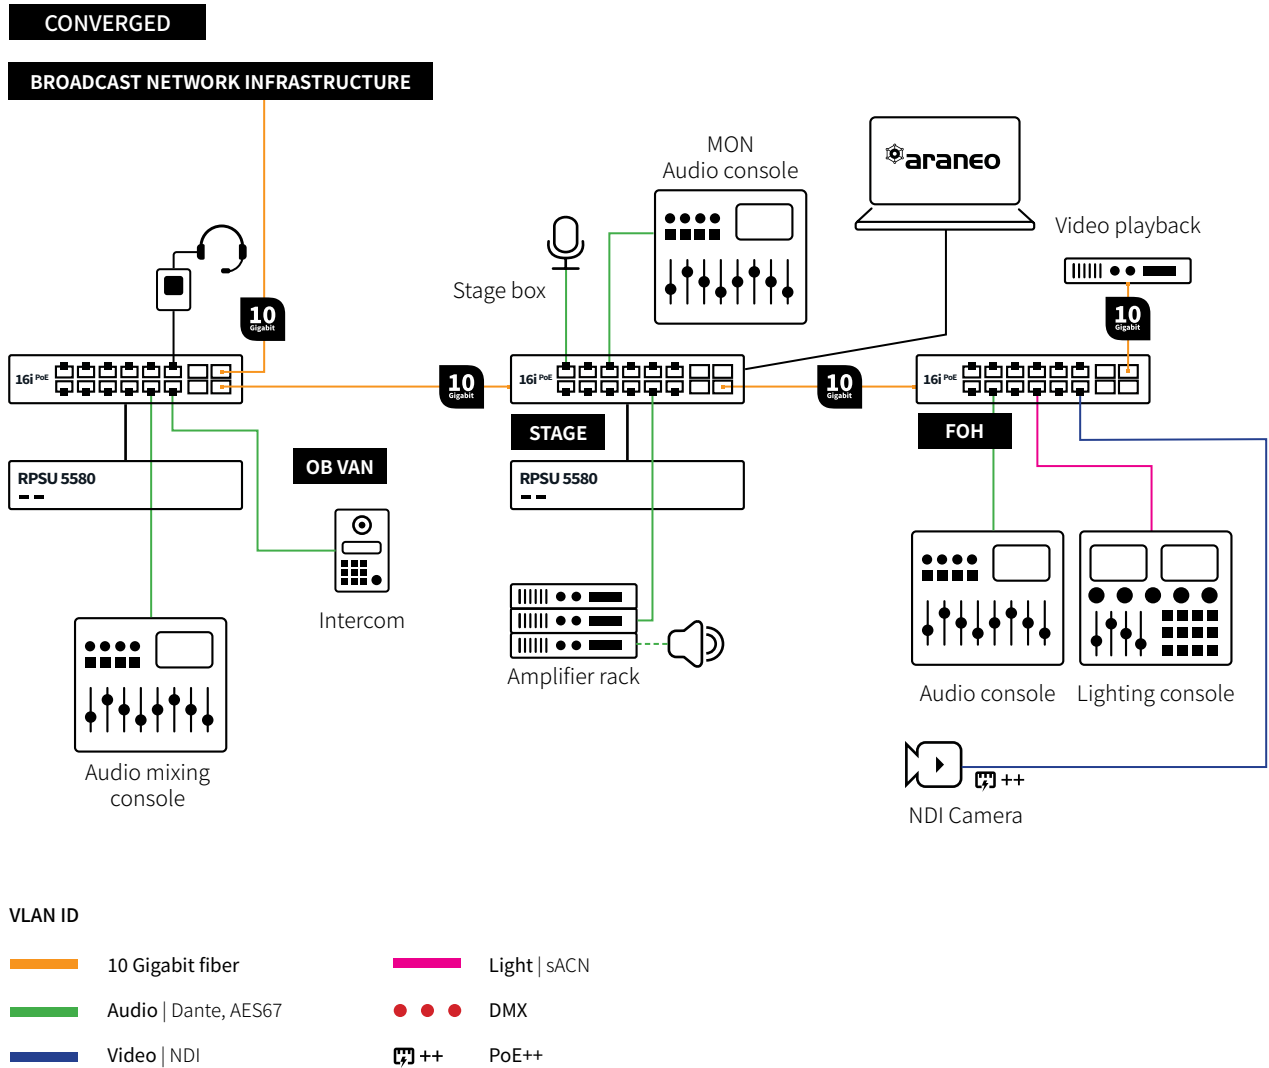 CONVERGED
BROADCAST NETWORK INFRASTRUCTURE
MON
Audio console
araneo
Video playback
Stage box
10
Gigabit
10
Gigabit
16i PoE
10
Gigabit
16i PoE
10
Gigabit
16i PoE
STAGE
FOH
OB VAN
RPSU 5580
RPSU 5580
Intercom
Amplifier rack
Audio console
Lighting console
Audio mixing
console
++
NDI Camera
VLAN ID
10 Gigabit fiber
Light | sACN
Audio | Dante, AES67
DMX
Video | NDI
++ PoE++